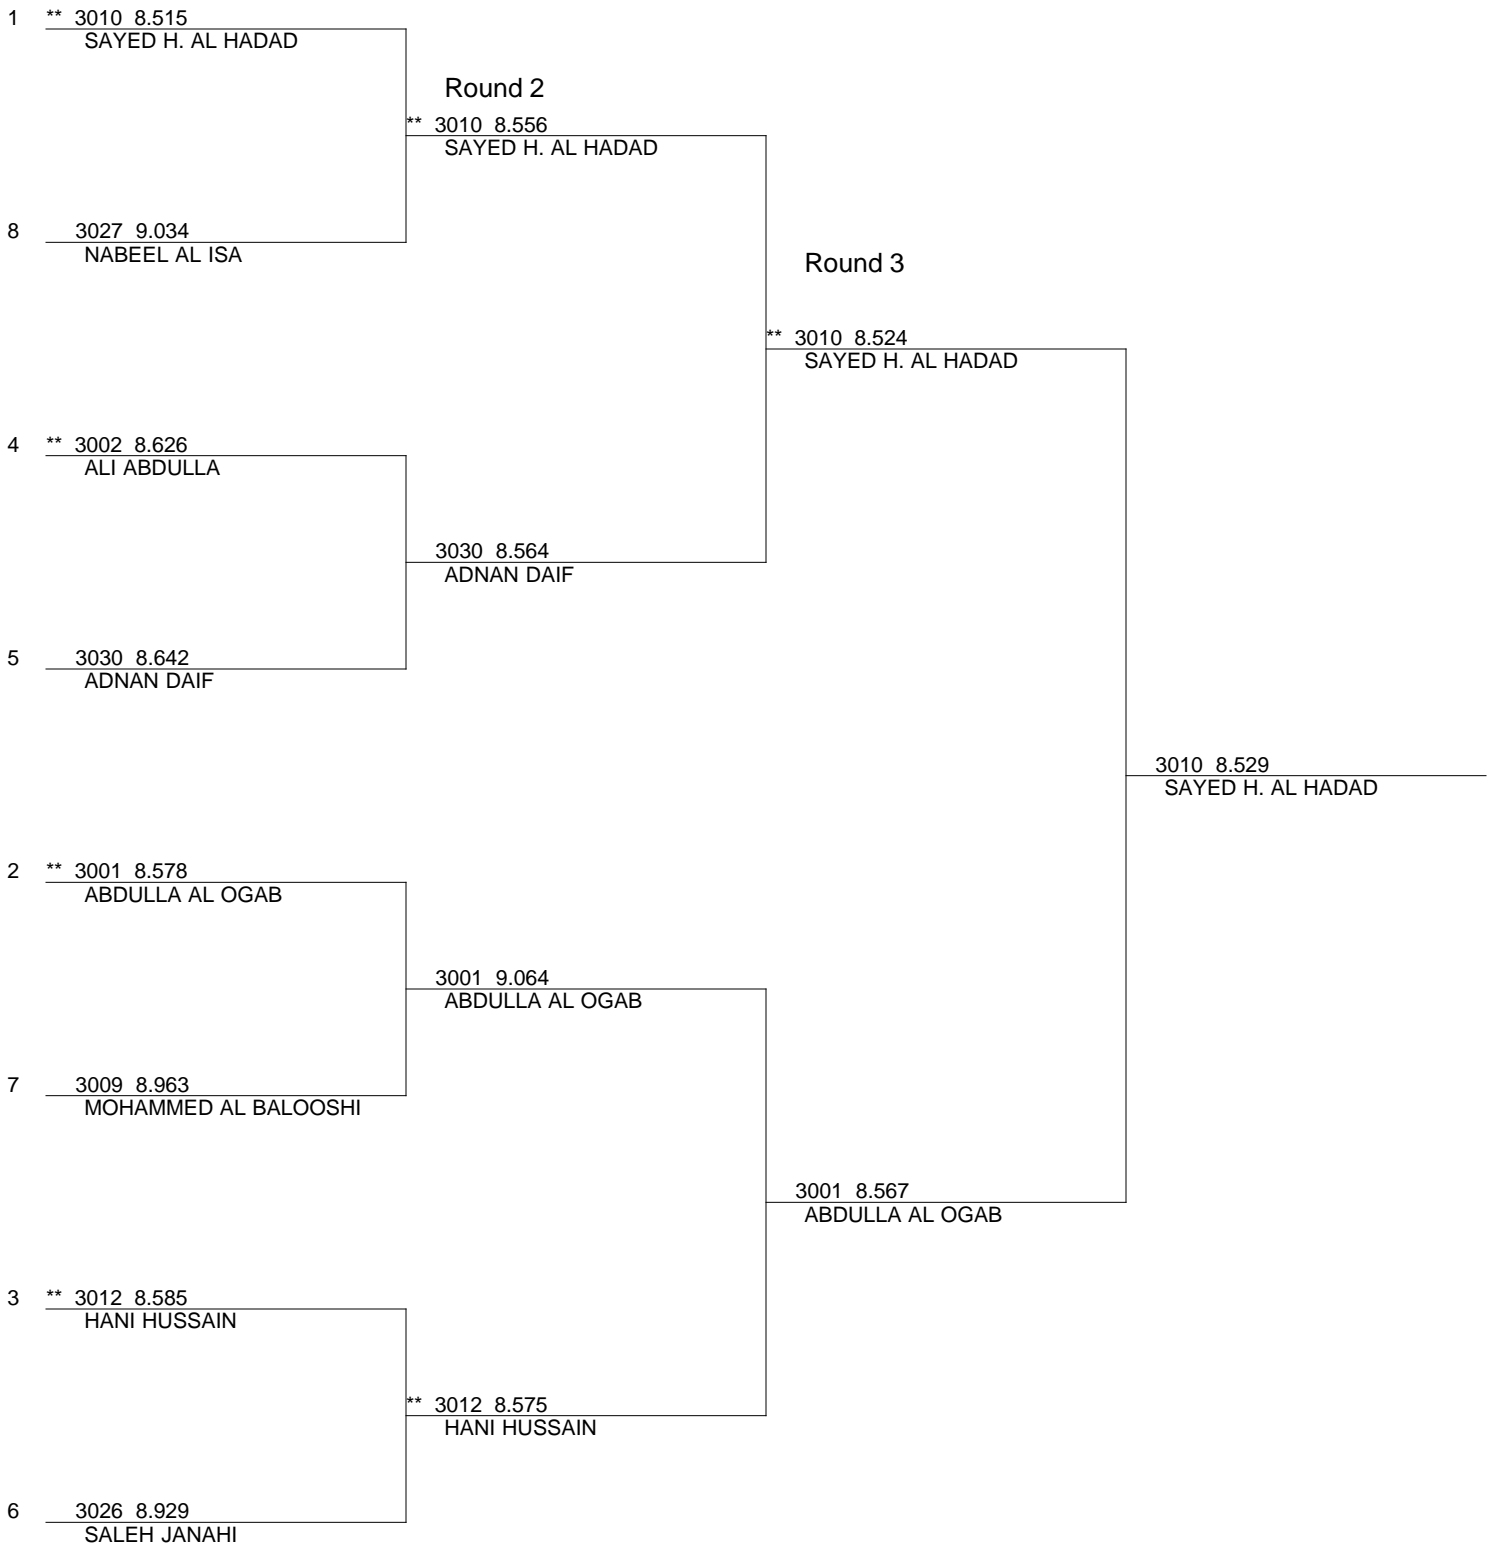 1 ** 3010 8.515
SAYED H. AL HADAD
Round 2
** 3010 8.556
SAYED H. AL HADAD
8 3027 9.034
NABEEL AL ISA
Round 3
** 3010 8.524
SAYED H. AL HADAD
4 ** 3002 8.626
ALI ABDULLA
3030 8.564
ADNAN DAIF
5 3030 8.642
ADNAN DAIF
3010 8.529
SAYED H. AL HADAD
2 ** 3001 8.578
ABDULLA AL OGAB
3001 9.064
ABDULLA AL OGAB
7 3009 8.963
MOHAMMED AL BALOOSHI
3001 8.567
ABDULLA AL OGAB
3 ** 3012 8.585
HANI HUSSAIN
** 3012 8.575
HANI HUSSAIN
6 3026 8.929
SALEH JANAHI